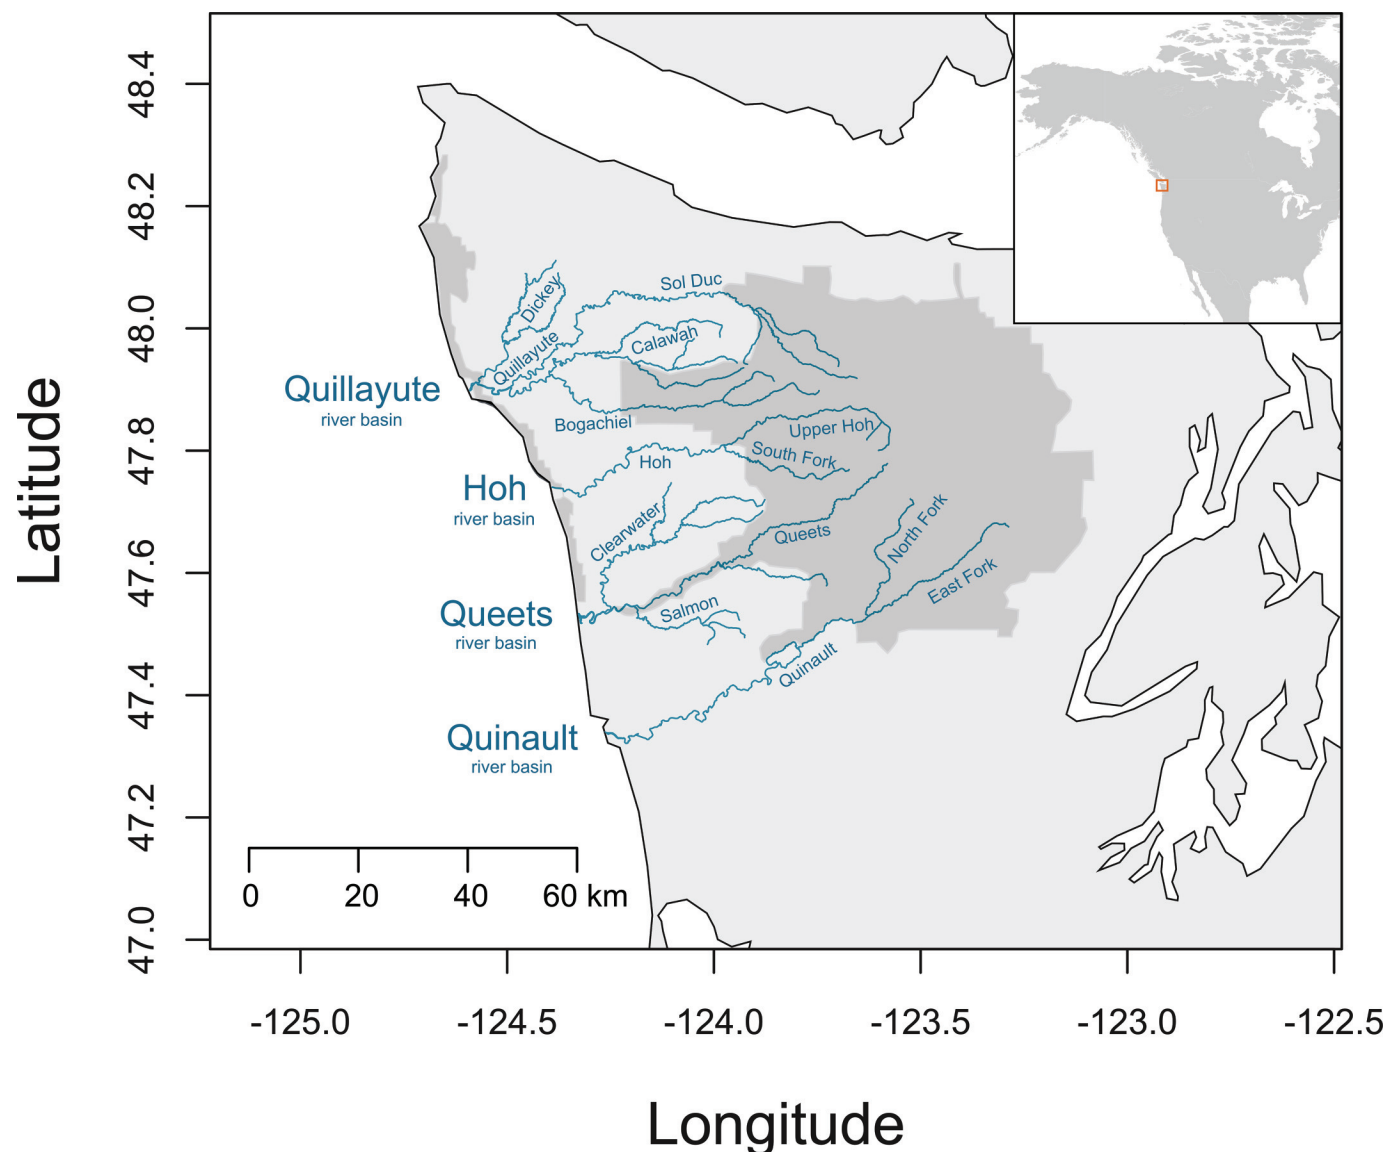 48.4
48.2
48.0
47.8
47.6
47.4
47.2
47.0
Latitude
Sol Duc
Dickey
Calawah
Quillayute
Quillayute
river basin
Bogachiel
Upper Hoh
South Fork
Hoh
Hoh
river basin
Clearwater
Queets
North Fork
East Fork
Queets
river basin
Salmon
Quinault
Quinault
river basin
0 20 40 60 km
-125.0 -124.5 -124.0 -123.5 -123.0 -122.5
Longitude